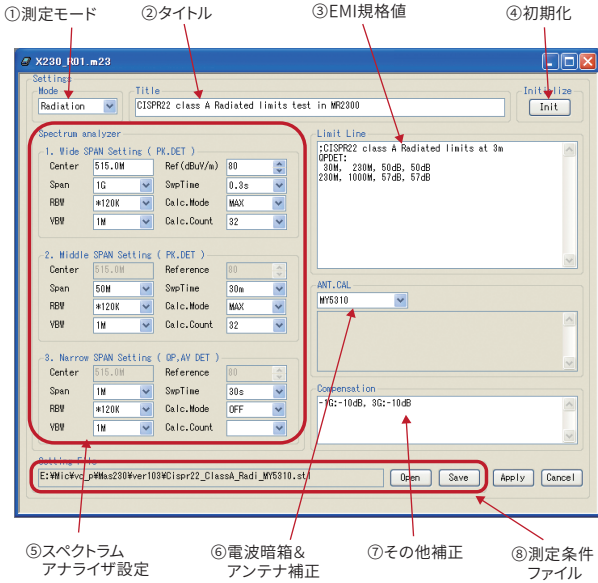 ①測定モード
②タイトル
③EMI規格値
④初期化
X230_R01.m23
Settings
Mode
Title
Initialize
Radiation
CISPR22 class A Radiated limits test in MR2300
Init
Spectrum analyzer
Limit Line
1. Wide SPAN Setting ( PK.DET )
:CISPR22 class A Radiated limits at 3m
QPDET:
30M, 230M, 50dB, 50dB
230M, 1000M, 57dB, 57dB
Center 515.0M Ref(dBuV/m) 80
Span 1G SwpTime 0.3s
RBW *120K Calc.Mode MAX
VBW 1M Calc.Count 32
2. Middle SPAN Setting ( PK.DET )
Center 515.0M Reference 80
Span 50M SwpTime 30m
RBW *120K Calc.Mode MAX
VBW 1M Calc.Count 32
ANT.CAL
MY5310
3. Narrow SPAN Setting ( QP,AV DET )
Center 515.0M Reference 80
Span 1M SwpTime 30s
RBW *120K Calc.Mode OFF
VBW 1M Calc.Count
Compensation
-1G:-10dB, 3G:-10dB
Setting File
E:¥Mic¥vc_p¥Mas230¥ver103¥Cispr22_ClassA_Radi_MY5310.st1
Open
Save
Apply
Cancel
⑤スペクトラム
アナライザ設定
⑥電波暗箱&
アンテナ補正
⑦その他補正
⑧測定条件
ファイル